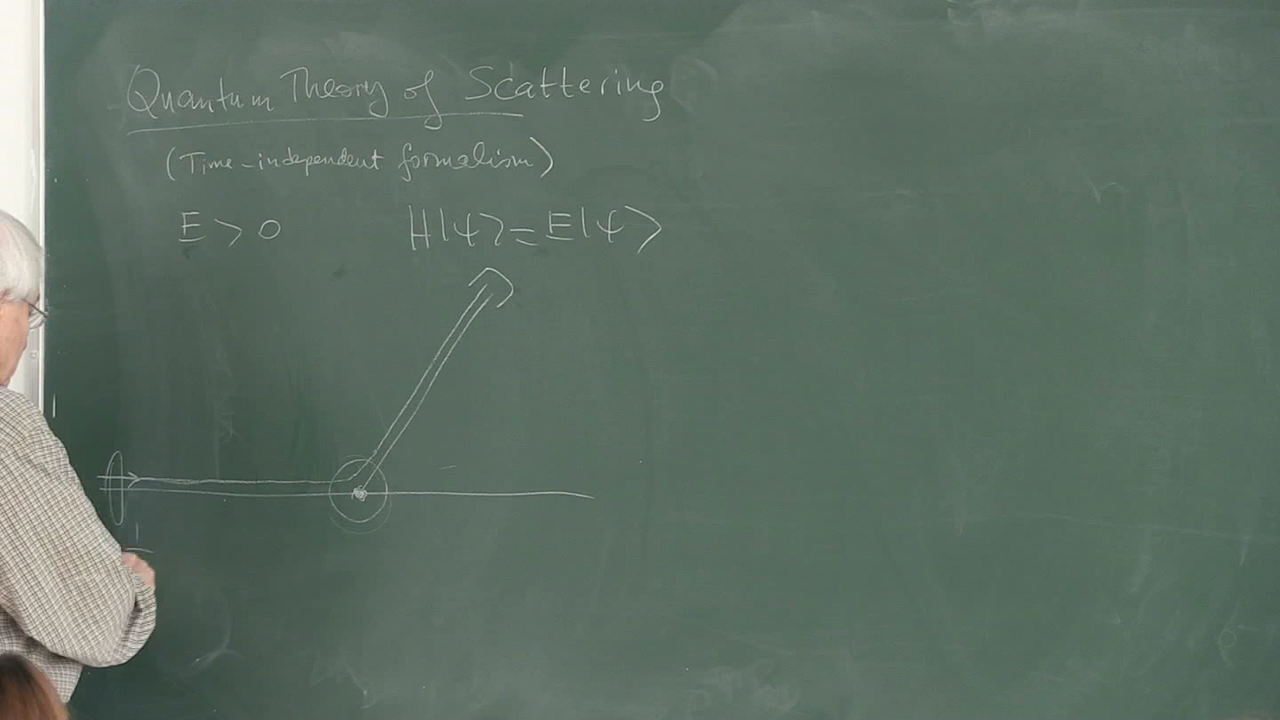 Quantum Theory of Scattering
(Time-independent formalism)
E > 0 H|ψ> = E|ψ>